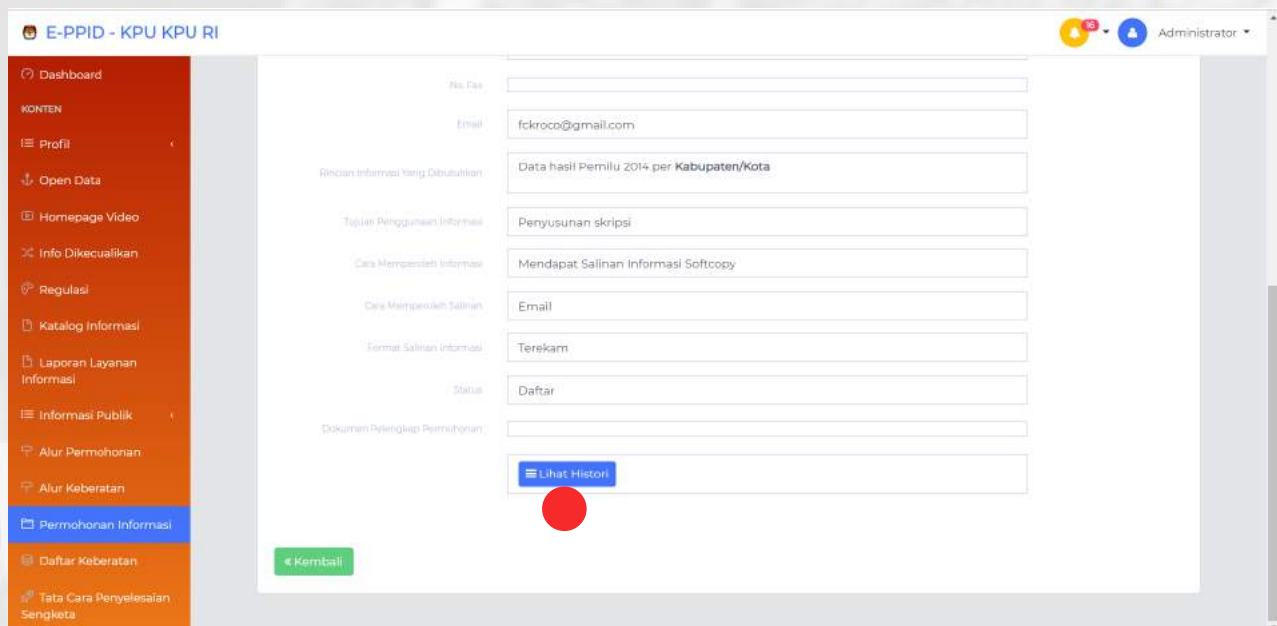 E-PPID - KPU KPU RI
16
Administrator
Dashboard
KONTEN
Profil
Open Data
Homepage Video
Info Dikecualikan
Regulasi
Katalog Informasi
Laporan Layanan
Informasi
Informasi Publik
Alur Permohonan
Alur Keberatan
Permohonan Informasi
Daftar Keberatan
Tata Cara Penyelesaian
Sengketa
No. Fax
Email
fckroco@gmail.com
Rincian Informasi Yang Dibutuhkan
Data hasil Pemilu 2014 per Kabupaten/Kota
Tujuan Penggunaan Informasi
Penyusunan skripsi
Cara Memperoleh Informasi
Mendapat Salinan Informasi Softcopy
Cara Memperoleh Salinan
Email
Format Salinan Informasi
Terekam
Status
Daftar
Dokumen Pelengkap Permohonan
Lihat Histori
« Kembali